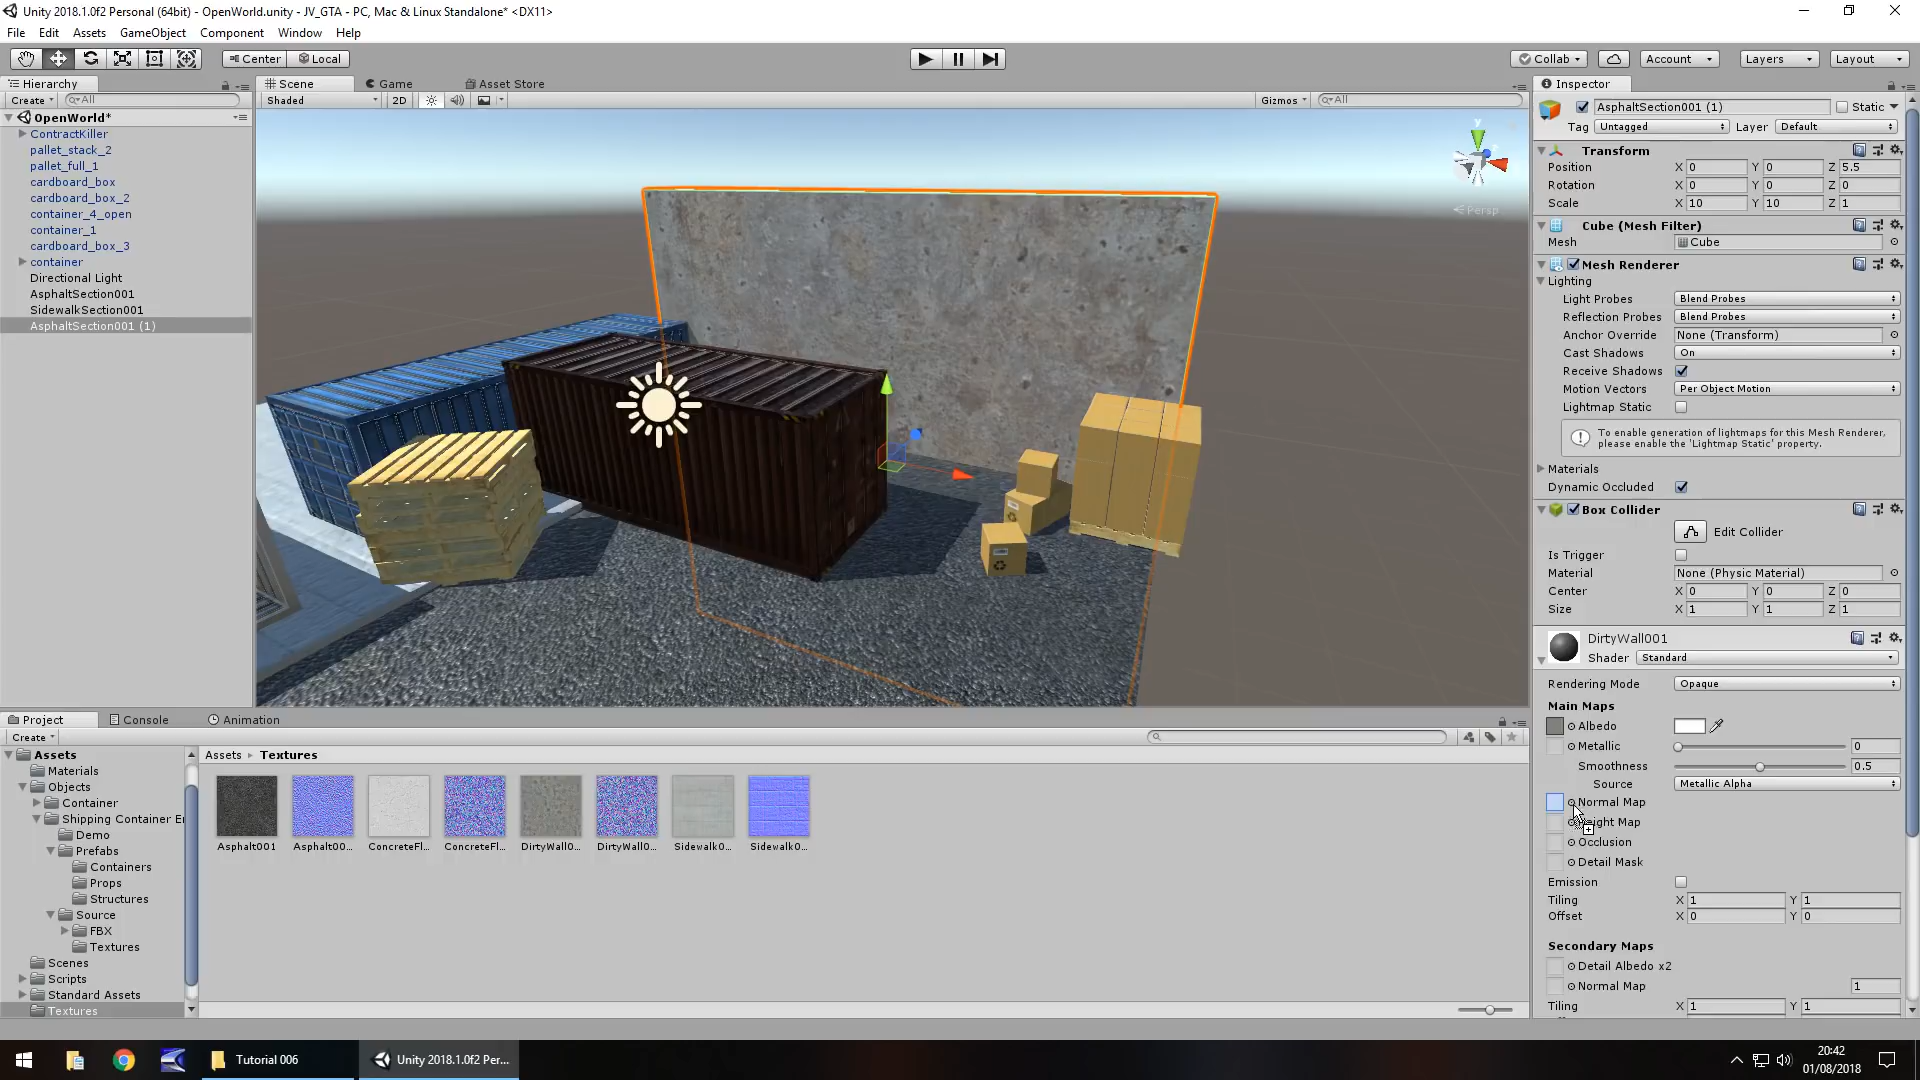 Unity 2018.1.0f2 Personal (64bit) - OpenWorld.unity - JV_GTA - PC, Mac & Linux Standalone* <DX11>
File Edit Assets GameObject Component Window Help
Center Local Collab Account Layers Layout
Hierarchy
Create All
OpenWorld*
ContractKiller
pallet_stack_2
pallet_full_1
cardboard_box
cardboard_box_2
container_4_open
container_1
cardboard_box_3
container
Directional Light
AsphaltSection001
SidewalkSection001
AsphaltSection001 (1)
Scene Game Asset Store
Shaded 2D Gizmos All
y
Persp
Inspector
AsphaltSection001 (1) Static
Tag Untagged Layer Default
Transform
Position X 0 Y 0 Z 5.5
Rotation X 0 Y 0 Z 0
Scale X 10 Y 10 Z 1
Cube (Mesh Filter)
Mesh Cube
Mesh Renderer
Lighting
Light Probes Blend Probes
Reflection Probes Blend Probes
Anchor Override None (Transform)
Cast Shadows On
Receive Shadows
Motion Vectors Per Object Motion
Lightmap Static
To enable generation of lightmaps for this Mesh Renderer,
please enable the 'Lightmap Static' property.
Materials
Dynamic Occluded
Box Collider
Edit Collider
Is Trigger
Material None (Physic Material)
Center X 0 Y 0 Z 0
Size X 1 Y 1 Z 1
DirtyWall001
Shader Standard
Rendering Mode Opaque
Main Maps
Albedo
Metallic 0
Smoothness 0.5
Source Metallic Alpha
Normal Map
Occlusion
Detail Mask
Emission
Tiling X 1 Y 1
Offset X 0 Y 0
Secondary Maps
Detail Albedo x2
Normal Map 1
Tiling X 1 Y 1
Project Console Animation
Create
Assets
Materials
Objects
Container
Shipping Container Er
Demo
Prefabs
Containers
Props
Structures
Source
FBX
Textures
Scenes
Scripts
Standard Assets
Textures
Assets Textures
Asphalt001 Asphalt00... ConcreteFl... ConcreteFl... DirtyWall0... DirtyWall0... Sidewalk0... Sidewalk0...
Tutorial 006 Unity 2018.1.0f2 Per...
20:42
01/08/2018